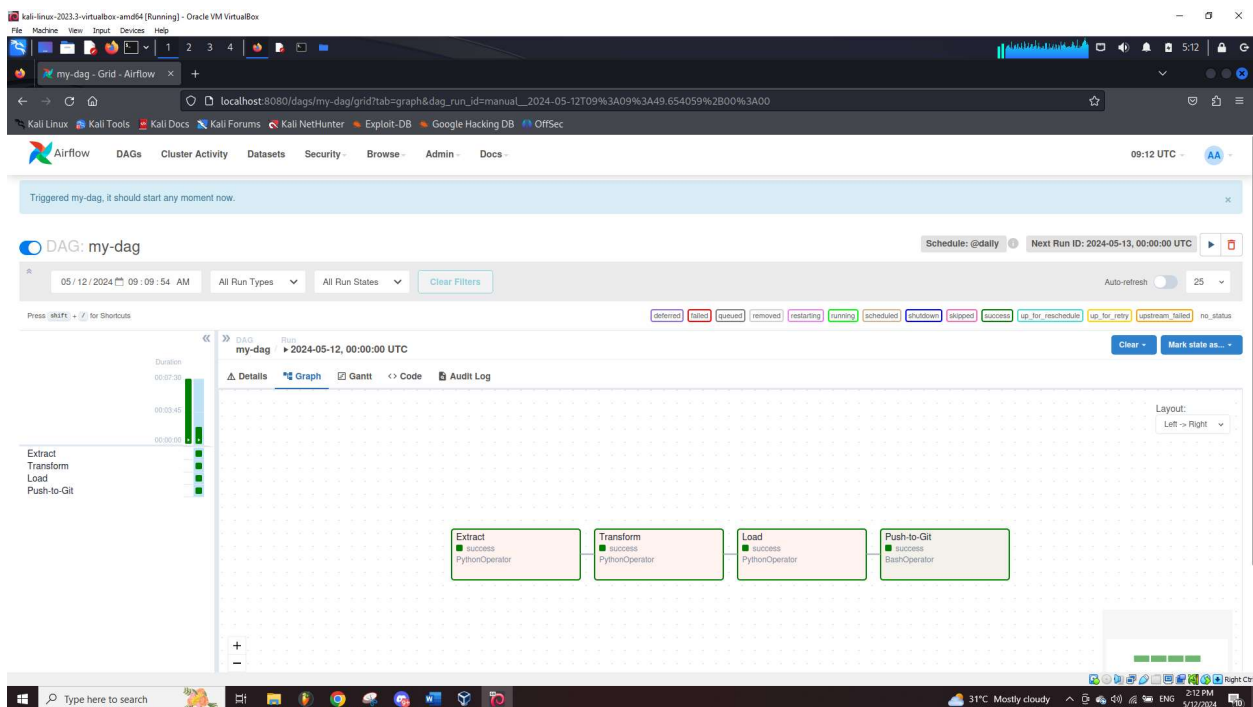 kali-linux-2023.3-virtualbox-amd64 [Running] - Oracle VM VirtualBox
File Machine View Input Devices Help
1 2 3 4
5:12
my-dag - Grid - Airflow
localhost:8080/dags/my-dag/grid?tab=graph&dag_run_id=manual__2024-05-12T09%3A09%3A49.654059%2B00%3A00
Kali Linux Kali Tools Kali Docs Kali Forums Kali NetHunter Exploit-DB Google Hacking DB OffSec
Airflow DAGs Cluster Activity Datasets Security Browse Admin Docs 09:12 UTC AA
Triggered my-dag, it should start any moment now.
DAG: my-dag
Schedule: @daily Next Run ID: 2024-05-13, 00:00:00 UTC
05/12/2024 09:09:54 AM All Run Types All Run States Clear Filters Auto-refresh 25
Press shift + / for Shortcuts
deferred failed queued removed restarting running scheduled shutdown skipped success up_for_reschedule up_for_retry upstream_failed no_status
DAG Run
my-dag / ▸ 2024-05-12, 00:00:00 UTC
Clear Mark state as...
Details Graph Gantt <> Code Audit Log
Duration
00:07:30
00:03:45
00:00:00
Extract
Transform
Load
Push-to-Git
Layout:
Left -> Right
Extract
success
PythonOperator
Transform
success
PythonOperator
Load
success
PythonOperator
Push-to-Git
success
BashOperator
+
−
Right Ctrl
Type here to search
31°C Mostly cloudy ENG 2:12 PM
5/12/2024